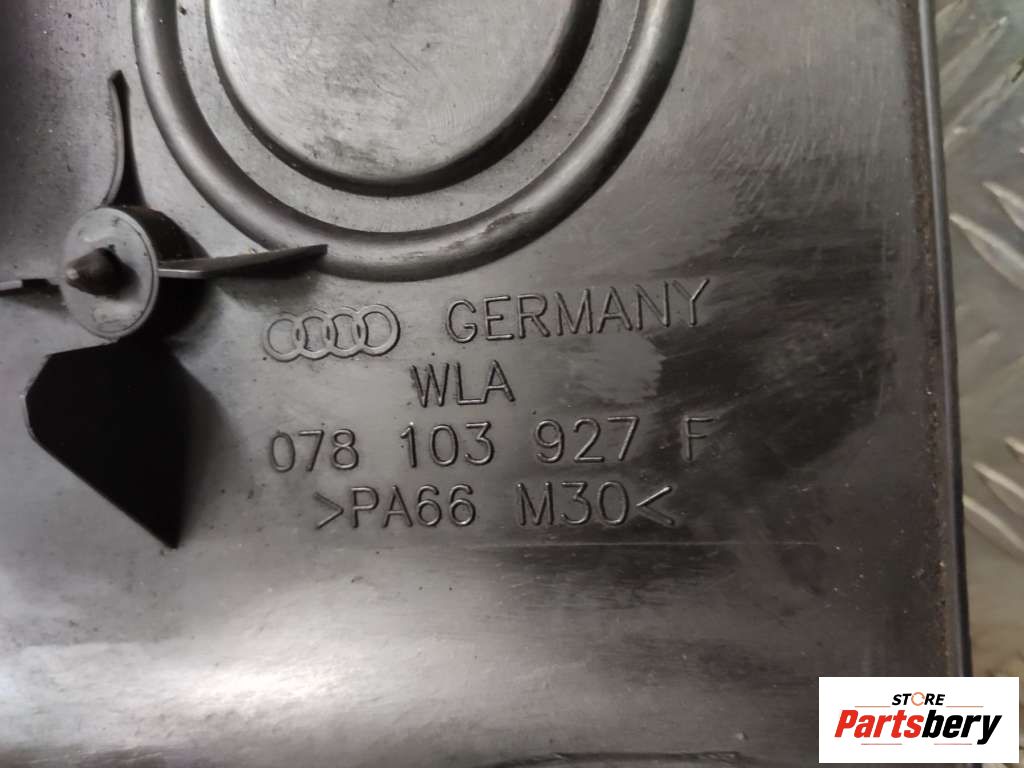 GERMANY
WLA
078 103 927 F
>PA66 M30<
STORE
Partsbery